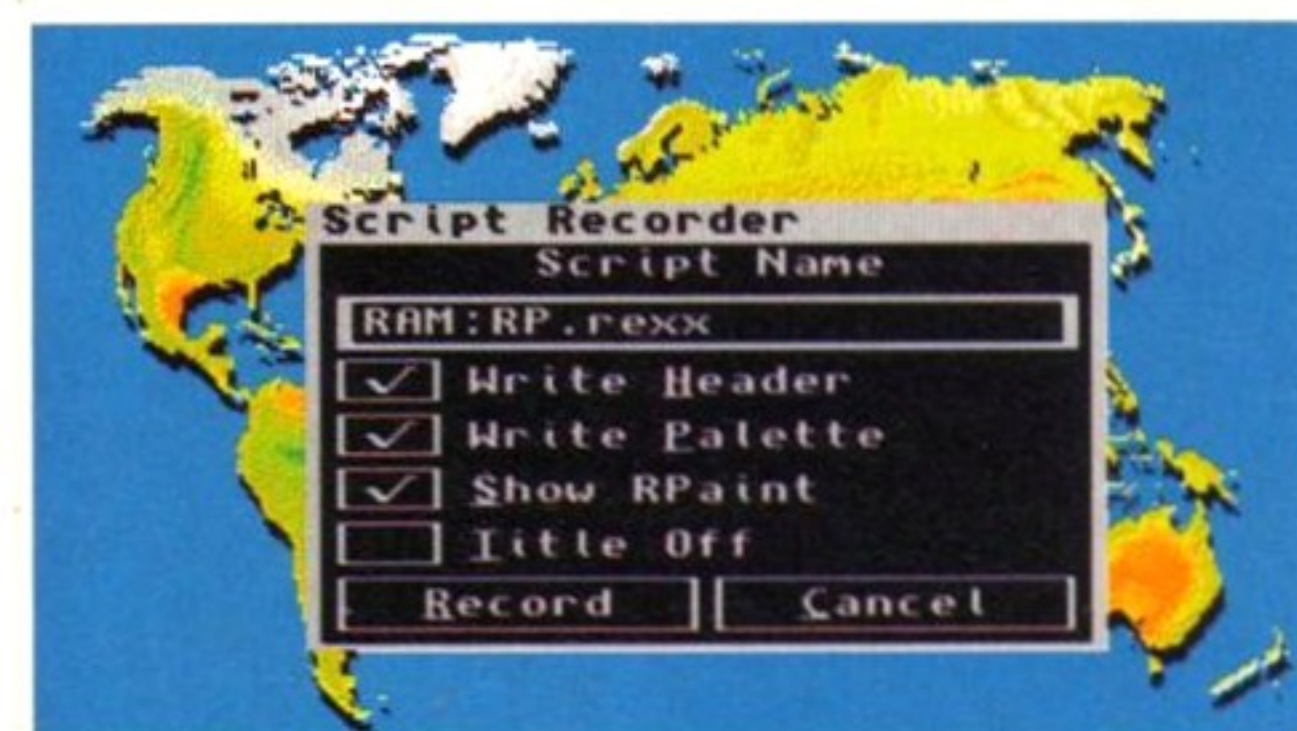 Script Recorder
Script Name
RAM:RP.rexx
Write Header
Write Palette
Show RPaint
Title Off
Record Cancel